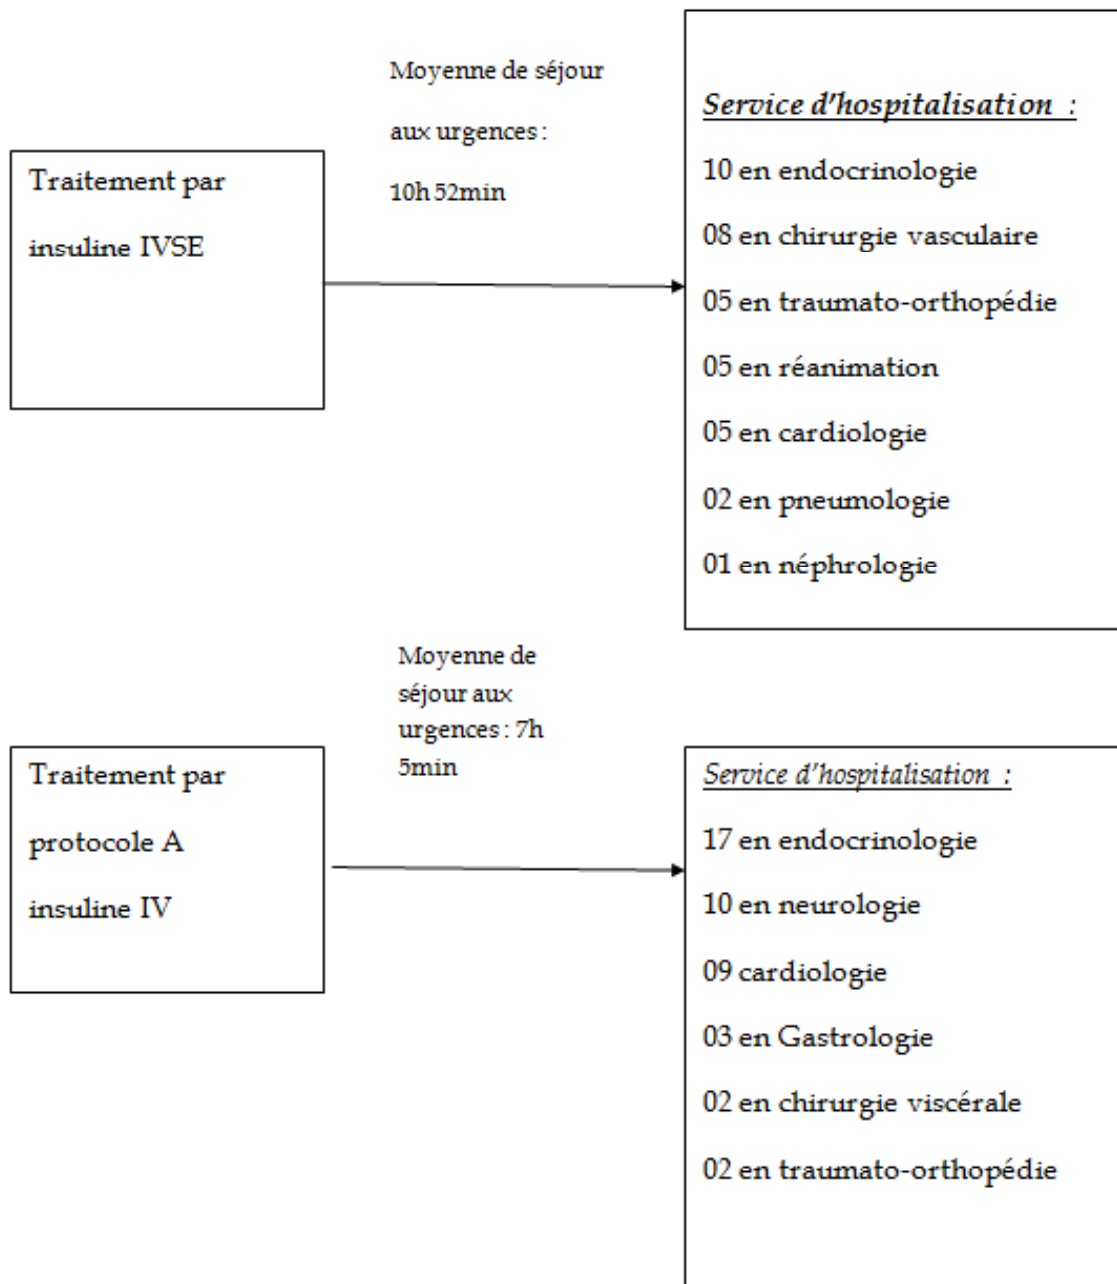 Traitement par
insuline IVSE
Moyenne de séjour
aux urgences :
10h 52min
Service d'hospitalisation :
10 en endocrinologie
08 en chirurgie vasculaire
05 en traumato-orthopédie
05 en réanimation
05 en cardiologie
02 en pneumologie
01 en néphrologie
Traitement par
protocole A
insuline IV
Moyenne de
séjour aux
urgences : 7h
5min
Service d'hospitalisation :
17 en endocrinologie
10 en neurologie
09 cardiologie
03 en Gastrologie
02 en chirurgie viscérale
02 en traumato-orthopédie